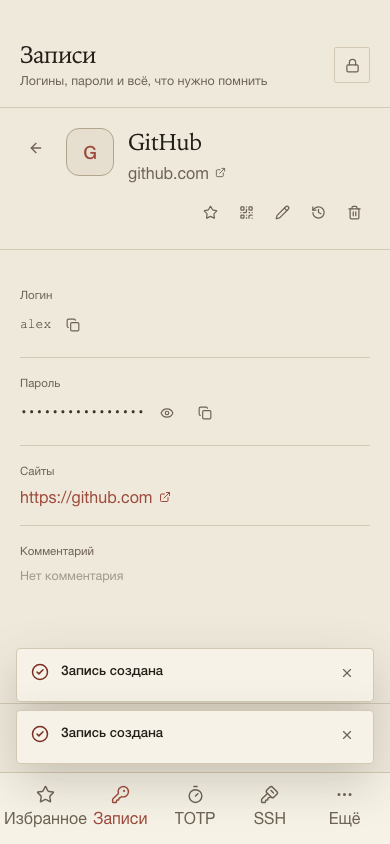 Записи
Логины, пароли и всё, что нужно помнить
G
GitHub
github.com
Логин
alex
Пароль
••••••••••••••••
Сайты
https://github.com
Комментарий
Нет комментария
Запись создана
Запись создана
Избранное
Записи
TOTP
SSH
Ещё